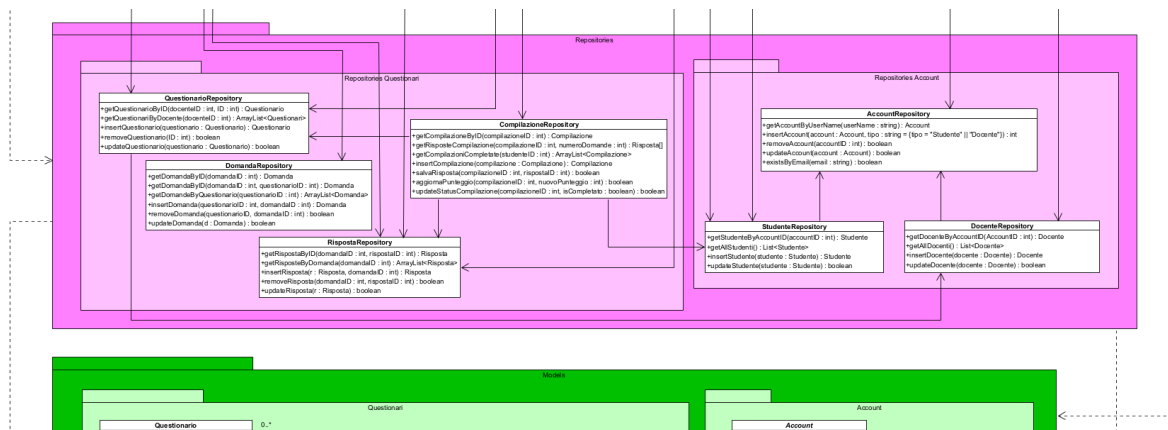 Repositories
Repositories Questionari
QuestionarioRepository
+getQuestionarioByID(docenteID : int, ID : int) : Questionario
+getQuestionariByDocente(docenteID : int) : ArrayList<Questionari>
+insertQuestionario(questionario : Questionario) : Questionario
+removeQuestionari(ID : int) : boolean
+updateQuestionario(questionario : Questionario) : boolean
DomandaRepository
+getDomandaByID(domandaID : int) : Domanda
+getDomandaByID(domandaID : int, questionarioID : int) : Domanda
+getDomandeByQuestionario(questionarioID : int) : ArrayList<Domanda>
+insertDomanda(questionarioID : int, domandaID : int) : Domanda
+removeDomanda(questionarioID, domandaID : int) : boolean
+updateDomanda(d : Domanda) : boolean
CompilazioneRepository
+getCompilazioneByID(compilazioneID : int) : Compilazione
+getRisposteCompilazione(compilazioneID : int, numeroDomande : int) : Risposta[]
+getCompilazioniCompletate(studenteID : int) : ArrayList<Compilazione>
+insertCompilazione(compilazione : Compilazione) : Compilazione
+salvaRisposta(compilazioneID : int, rispostaID : int) : boolean
+aggiornaPunteggio(compilazioneID : int, nuovoPunteggio : int) : boolean
+updateStatusCompilazione(compilazioneID : int, isCompletato : boolean) : boolean
RispostaRepository
+getRispostaByID(domandaID : int, rispostaID : int) : Risposta
+getRisposteByDomanda(domandaID : int) : ArrayList<Risposta>
+insertRisposta(r : Risposta, domandaID : int) : Risposta
+removeRisposta(domandaID : int, rispostaID : int) : boolean
+updateRisposta(r : Risposta) : boolean
Repositories Account
AccountRepository
+getAccountByUserName(userName : string) : Account
+insertAccount(account : Account, tipo : string = {tipo = "Studente" || "Docente"}) : int
+removeAccount(accountID : int) : boolean
+updateAccount(account : Account) : boolean
+existsByEmail(email : string) : boolean
StudenteRepository
+getStudenteByAccountID(accountID : int) : Studente
+getAllStudenti() : List<Studente>
+insertStudente(studente : Studente) : Studente
+updateStudente(studente : Studente) : boolean
DocenteRepository
+getDocenteByAccountID(AccountID : int) : Docente
+getAllDocenti() : List<Docente>
+insertDocente(docente : Docente) : Docente
+updateDocente(docente : Docente) : boolean
Models
Questionari
Questionario
0..*
Account
Account